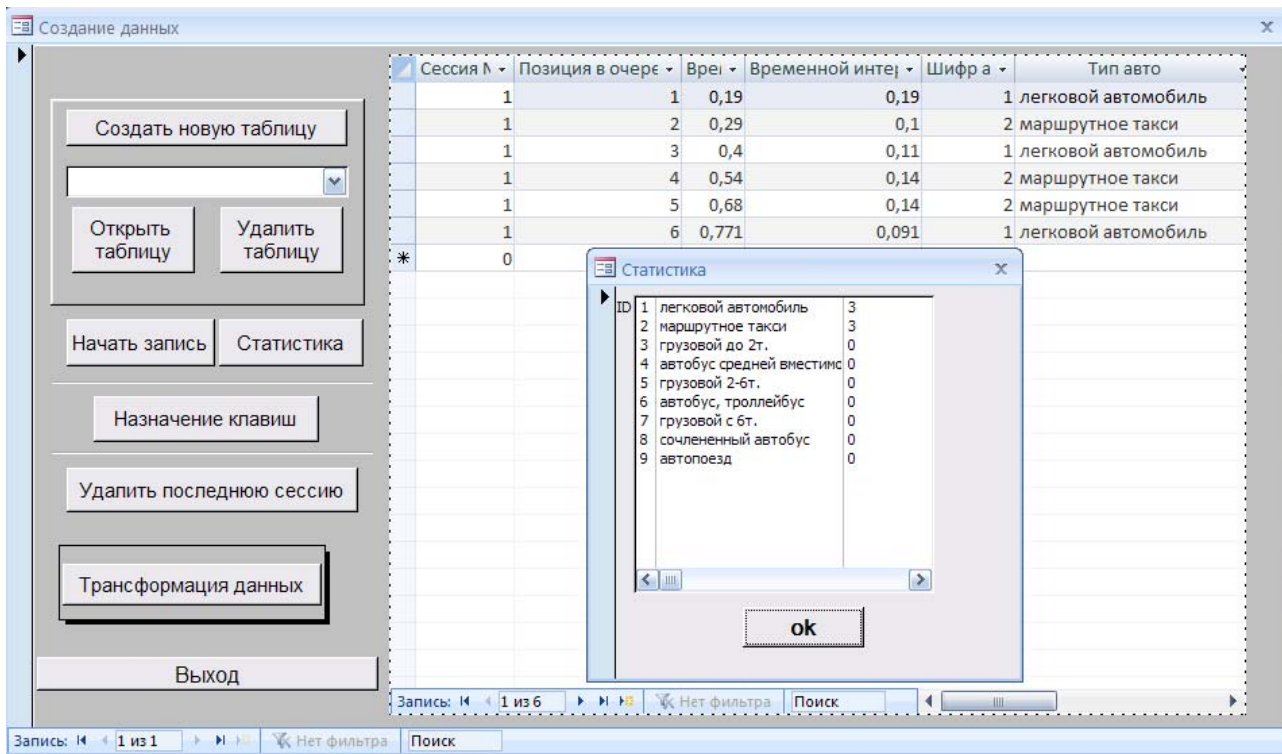 Создание данных
Создать новую таблицу
Открыть таблицу
Удалить таблицу
Начать запись
Статистика
Назначение клавиш
Удалить последнюю сессию
Трансформация данных
Выход
Сессия N Позиция в очере Врег Временной интер Шифр а Тип авто
1 1 0,19 0,19 1 легковой автомобиль
1 2 0,29 0,1 2 маршрутное такси
1 3 0,4 0,11 1 легковой автомобиль
1 4 0,54 0,14 2 маршрутное такси
1 5 0,68 0,14 2 маршрутное такси
1 6 0,771 0,091 1 легковой автомобиль
0
Статистика
ID 1 легковой автомобиль 3
2 маршрутное такси 3
3 грузовой до 2т. 0
4 автобус средней вместимо 0
5 грузовой 2-6т. 0
6 автобус, троллейбус 0
7 грузовой с 6т. 0
8 сочлененный автобус 0
9 автопоезд 0
ok
Запись: 1 из 6 Нет фильтра Поиск
Запись: 1 из 1 Нет фильтра Поиск